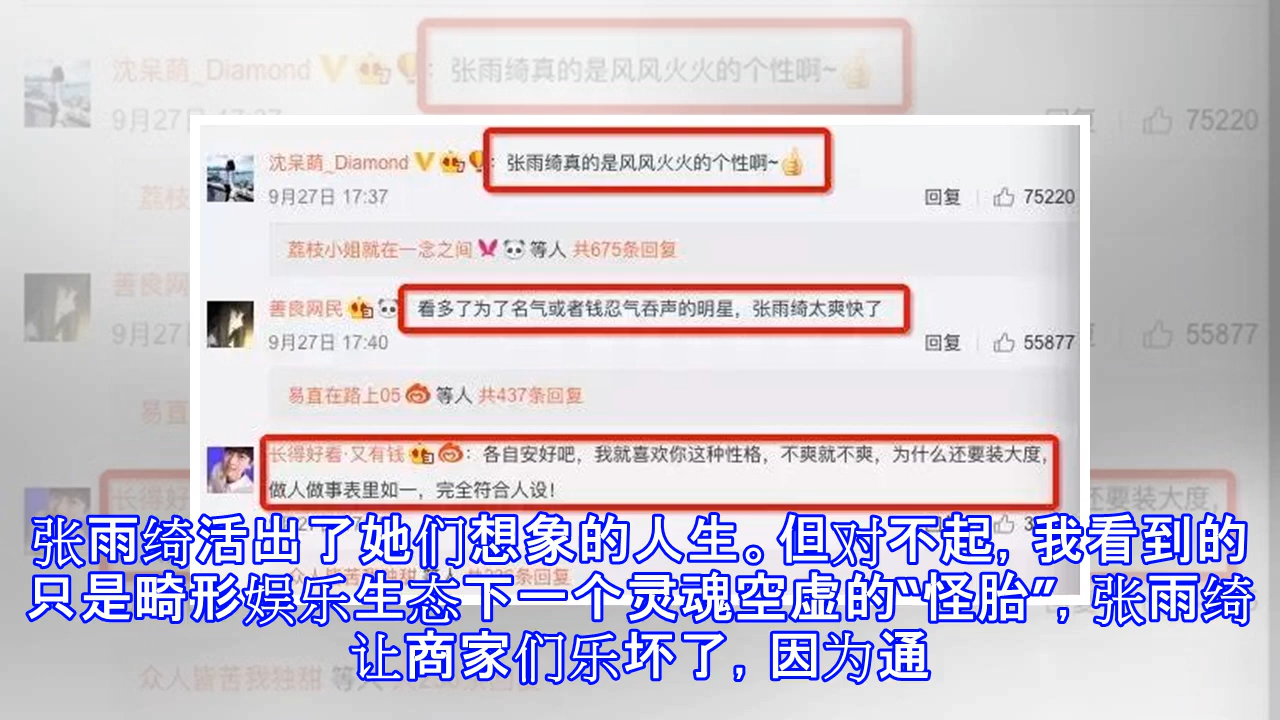 沈呆萌_Diamond : 张雨绮真的是风风火火的个性啊~
9月27日 17:37 回复 75220
荔枝小姐就在一念之间 等人 共675条回复
善良网民 看多了为了名气或者钱忍气吞声的明星，张雨绮太爽快了
9月27日 17:40 回复 55877
易直在路上05 等人 共437条回复
长得好看·又有钱 ：各自安好吧，我就喜欢你这种性格，不爽就不爽，为什么还要装大度，
做人做事表里如一，完全符合人设！
张雨绮活出了她们想象的人生。但对不起, 我看到的
只是畸形娱乐生态下一个灵魂空虚的“怪胎”, 张雨绮
让商家们乐坏了, 因为通